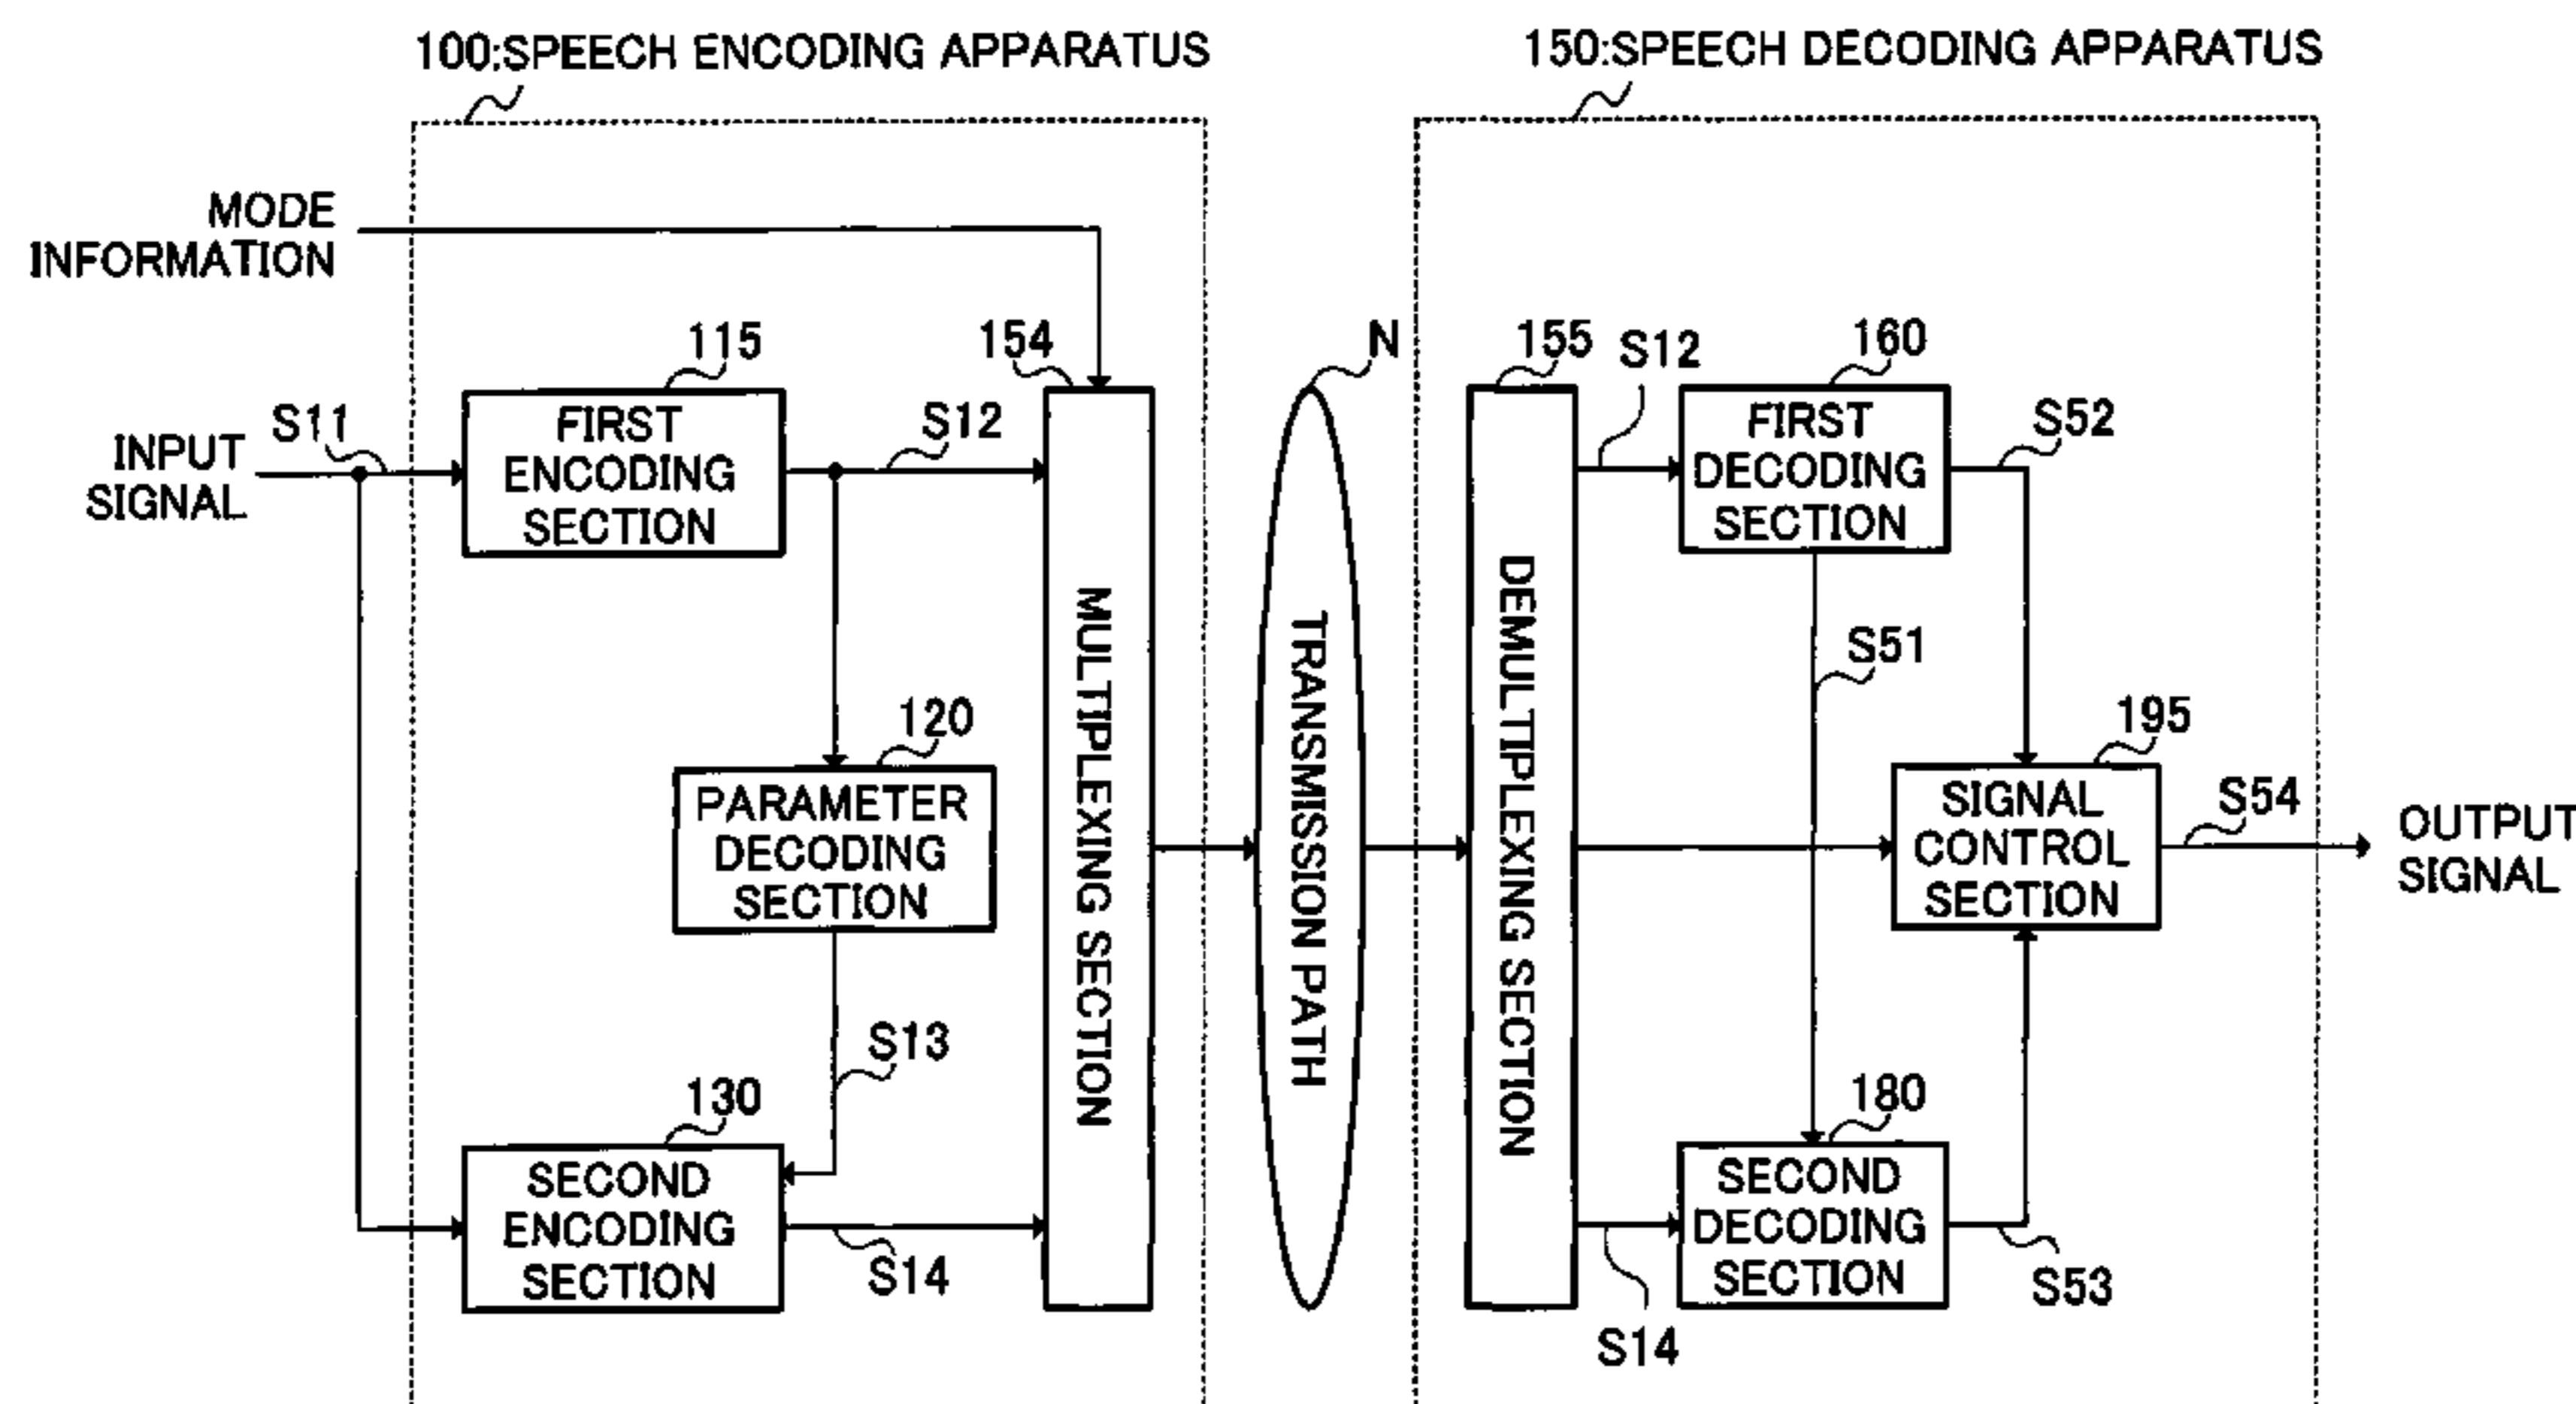 100:SPEECH ENCODING APPARATUS
150:SPEECH DECODING APPARATUS
MODE
INFORMATION
115
154
N
155
S12
160
INPUT
SIGNAL
S11
FIRST
ENCODING
SECTION
S12
FIRST
DECODING
SECTION
S52
MULTIPLEXING SECTION
TRANSMISSION PATH
DEMULTIPLEXING SECTION
S51
120
PARAMETER
DECODING
SECTION
195
SIGNAL
CONTROL
SECTION
S54
OUTPUT
SIGNAL
S13
130
SECOND
ENCODING
SECTION
S14
180
SECOND
DECODING
SECTION
S53
S14